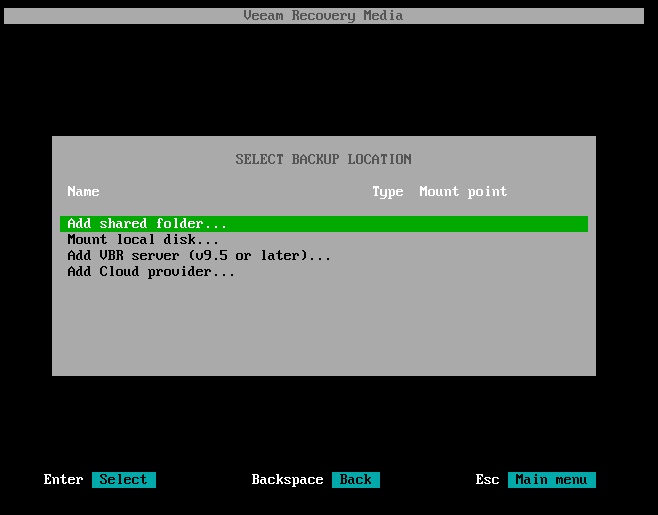 Veeam Recovery Media
SELECT BACKUP LOCATION
Name Type Mount point
Add shared folder...
Mount local disk...
Add VBR server (v9.5 or later)...
Add Cloud provider...
Enter Select Backspace Back Esc Main menu